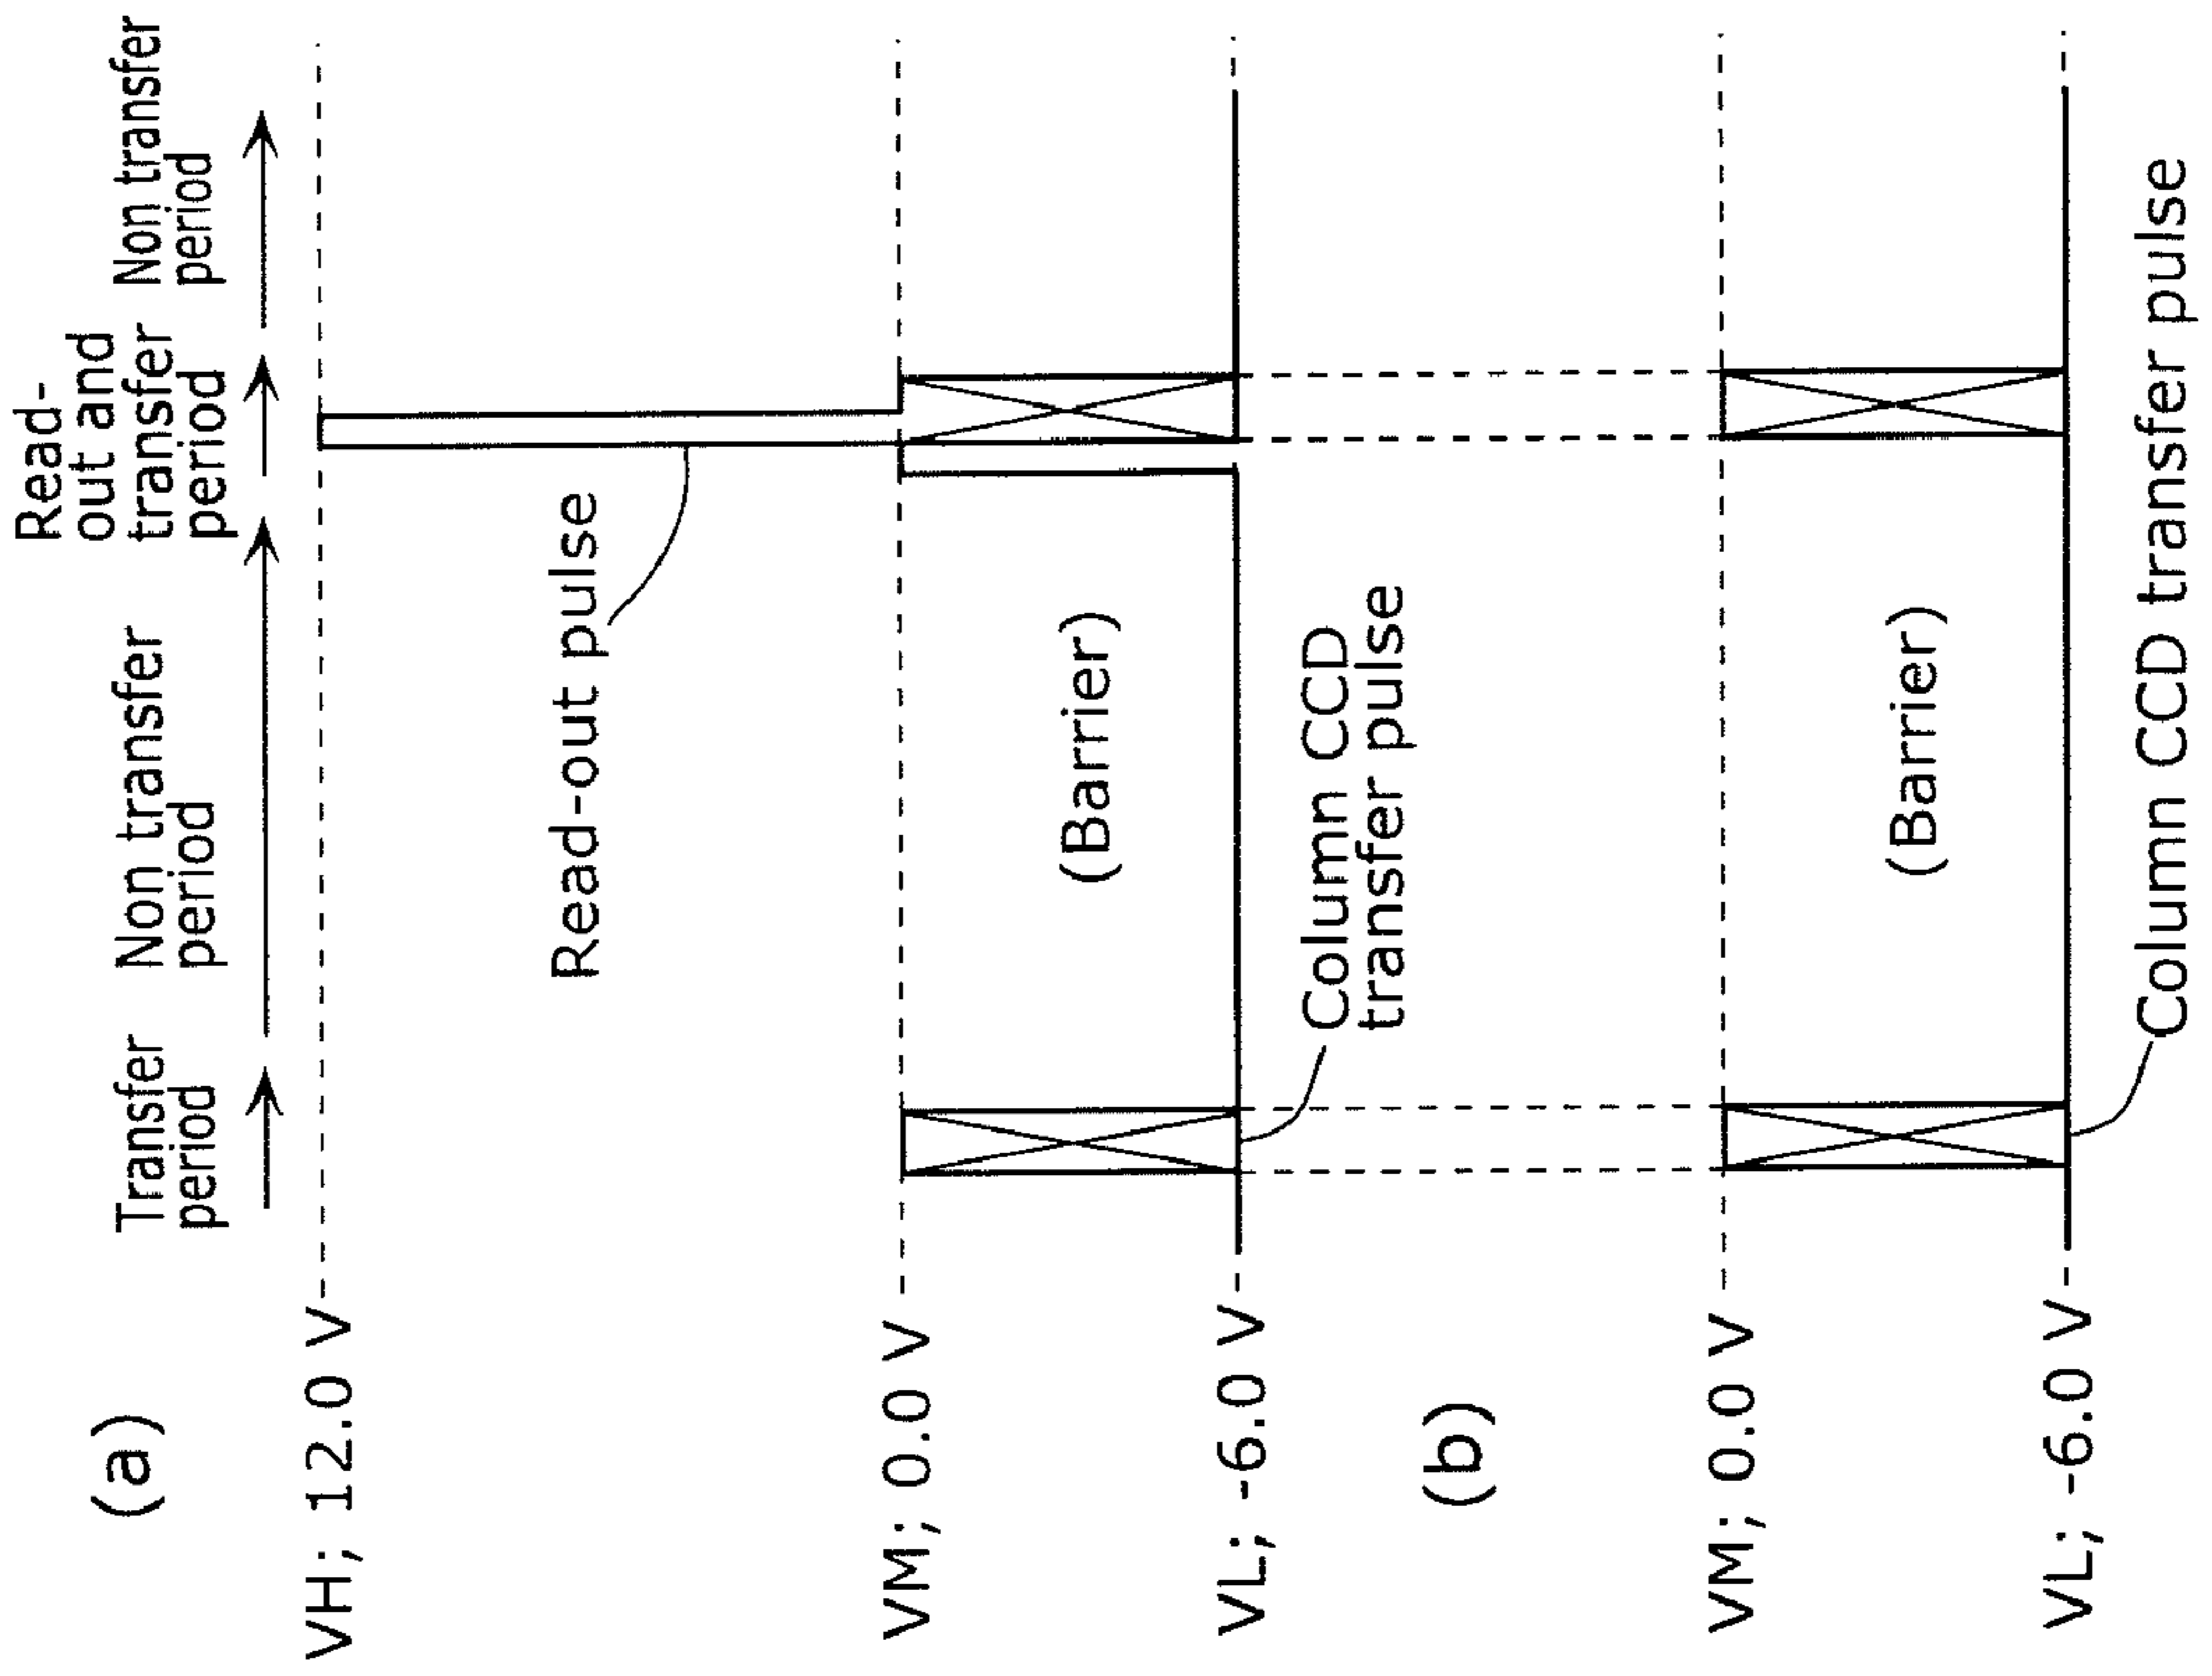 (a)
Transfer
period
Non transfer
period
Read-
out and
transfer
period
Non transfer
period
VH; 12.0 V
Read-out pulse
VM; 0.0 V
(Barrier)
VL; -6.0 V
Column CCD
transfer pulse
(b)
VM; 0.0 V
(Barrier)
VL; -6.0 V
Column CCD transfer pulse